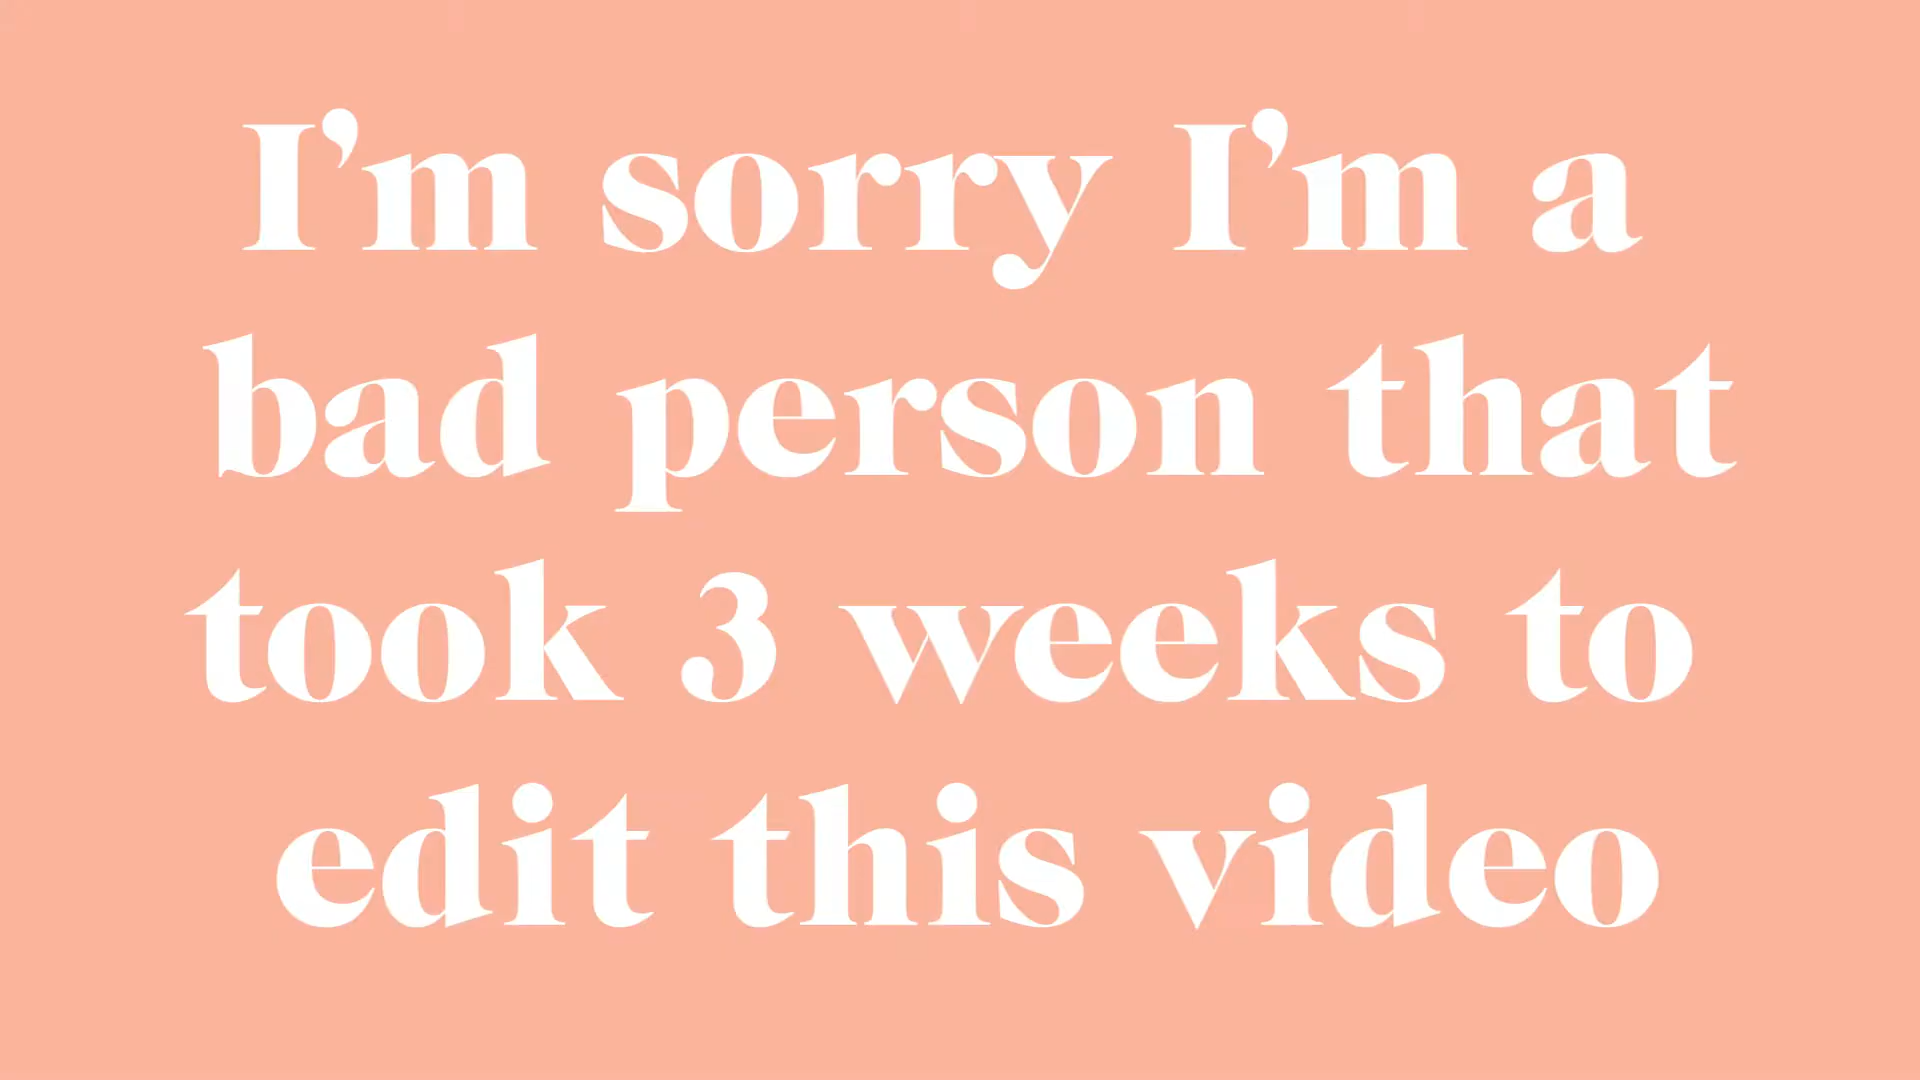 I’m sorry I’m a
bad person that
took 3 weeks to
edit this video